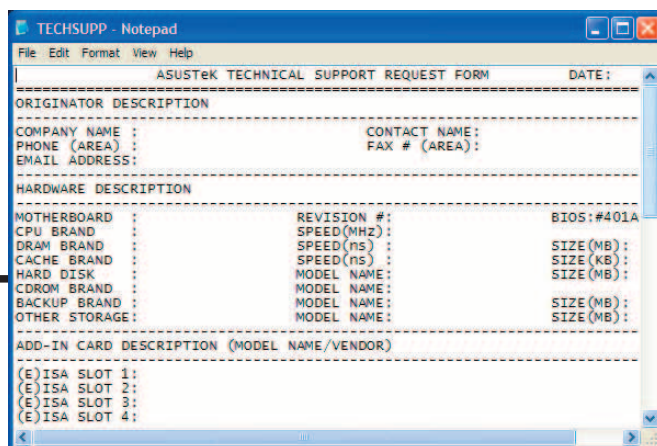 TECHSUPP - Notepad
File Edit Format View Help
ASUSTeK TECHNICAL SUPPORT REQUEST FORM DATE:
==========================================================================
ORIGINATOR DESCRIPTION
--------------------------------------------------------------------------
COMPANY NAME : CONTACT NAME:
PHONE (AREA) : FAX # (AREA):
EMAIL ADDRESS:
--------------------------------------------------------------------------
HARDWARE DESCRIPTION
--------------------------------------------------------------------------
MOTHERBOARD : REVISION #: BIOS:#401A
CPU BRAND : SPEED(MHz):
DRAM BRAND : SPEED(ns) : SIZE(MB):
CACHE BRAND : SPEED(ns) : SIZE(KB):
HARD DISK : MODEL NAME: SIZE(MB):
CDROM BRAND : MODEL NAME:
BACKUP BRAND : MODEL NAME: SIZE(MB):
OTHER STORAGE: MODEL NAME: SIZE(MB):
--------------------------------------------------------------------------
ADD-IN CARD DESCRIPTION (MODEL NAME/VENDOR)
--------------------------------------------------------------------------
(E)ISA SLOT 1:
(E)ISA SLOT 2:
(E)ISA SLOT 3:
(E)ISA SLOT 4: